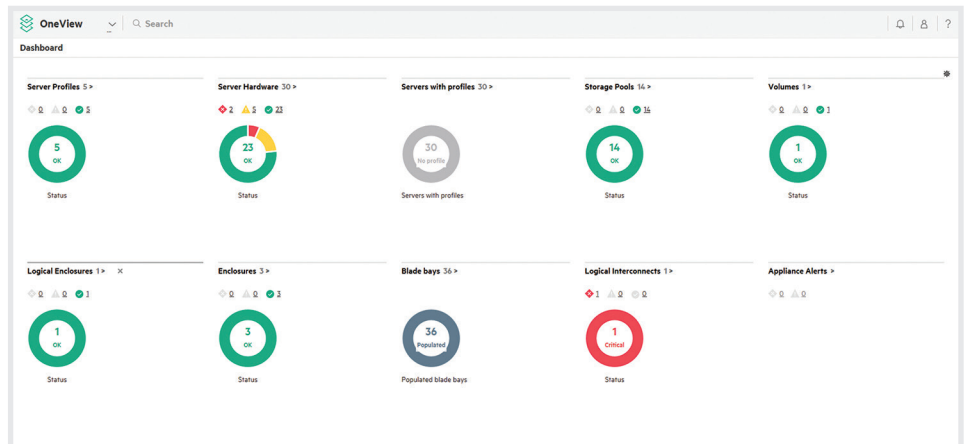 OneView
Search
?
Dashboard
Server Profiles 5 >
0 0 5
5
OK
Status
Server Hardware 30 >
2 5 23
23
OK
Status
Servers with profiles 30 >
30
No profile
Servers with profiles
Storage Pools 14 >
0 0 14
14
OK
Status
Volumes 1 >
0 0 1
1
OK
Status
Logical Enclosures 1 > ×
0 0 1
1
OK
Status
Enclosures 3 >
0 0 3
3
OK
Status
Blade bays 36 >
36
Populated
Populated blade bays
Logical Interconnects 1 >
1 0 0
1
Critical
Status
Appliance Alerts >
0 0